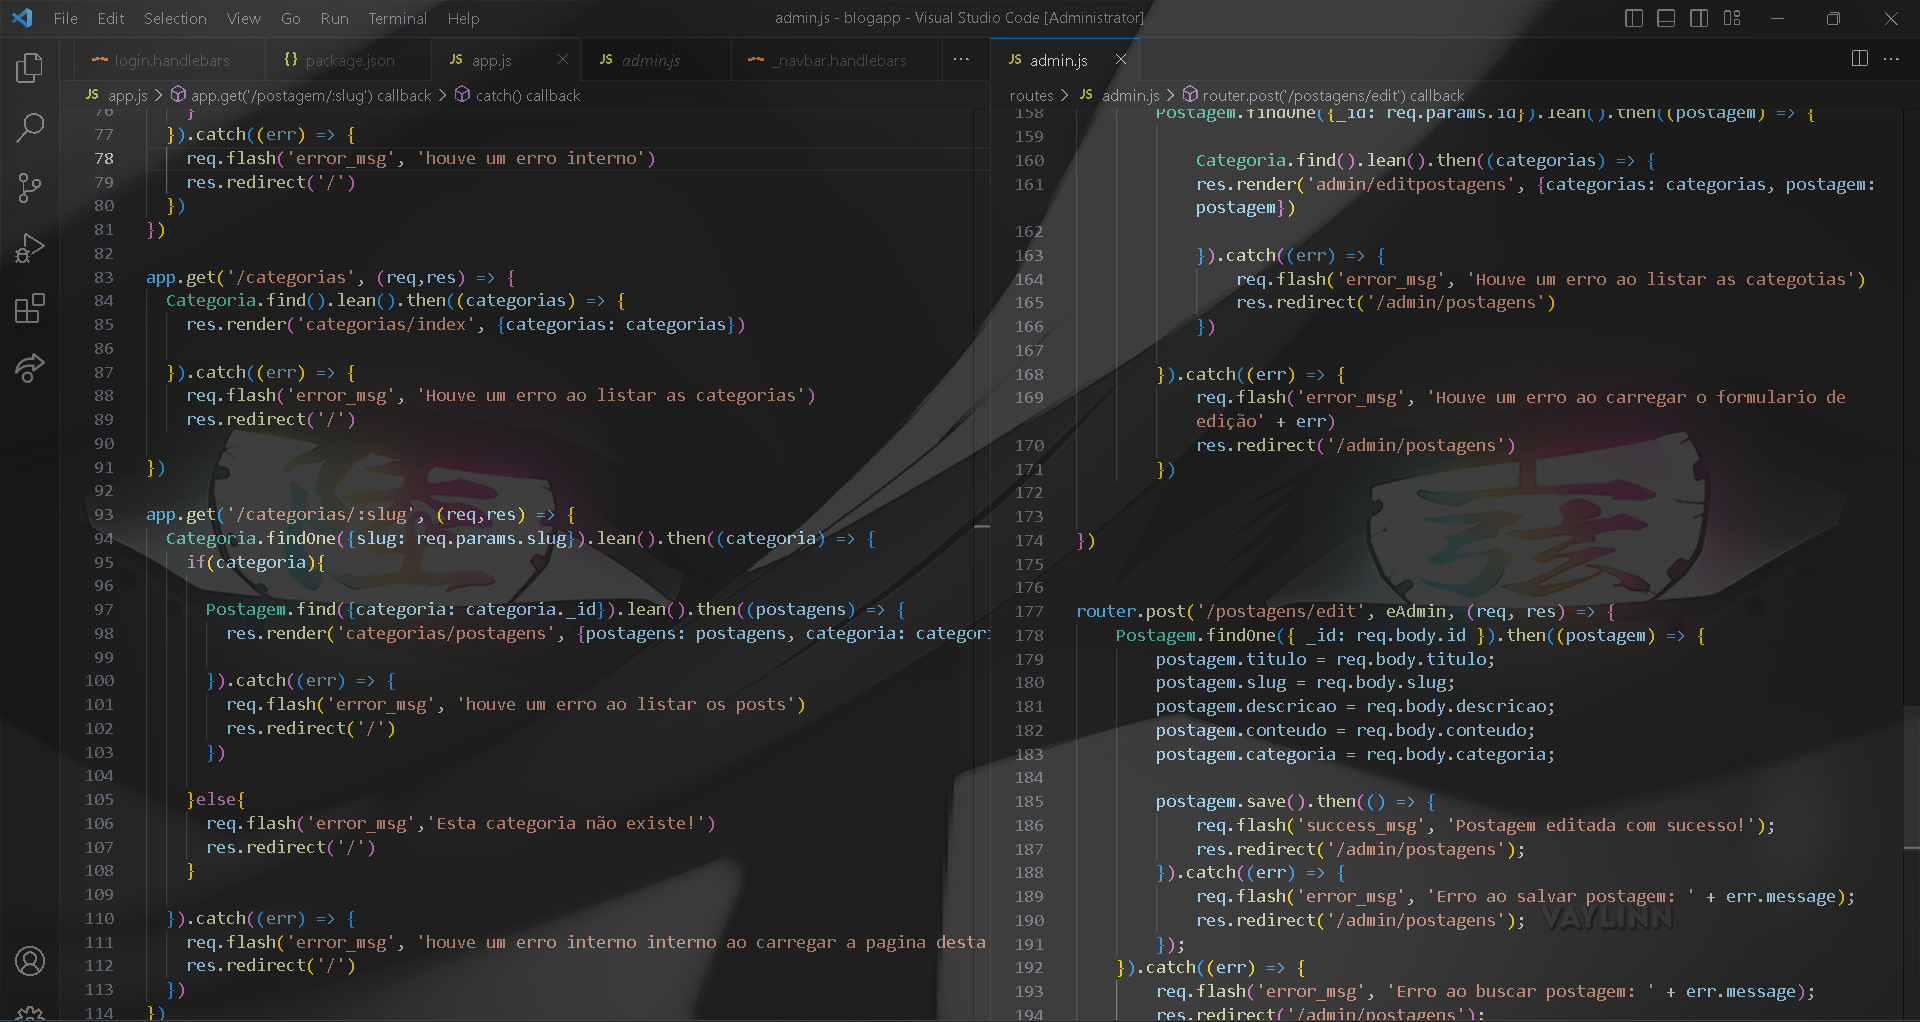 File Edit Selection View Go Run Terminal Help
admin.js - blogapp - Visual Studio Code [Administrator]
login.handlebars
{} package.json
JS app.js
JS admin.js
_navbar.handlebars
JS app.js > app.get('/postagem/:slug') callback > catch() callback
76 }
77 }).catch((err) => {
78 req.flash('error_msg', 'houve um erro interno')
79 res.redirect('/')
80 })
81 })
82
83 app.get('/categorias', (req,res) => {
84 Categoria.find().lean().then((categorias) => {
85 res.render('categorias/index', {categorias: categorias})
86
87 }).catch((err) => {
88 req.flash('error_msg', 'Houve um erro ao listar as categorias')
89 res.redirect('/')
90
91 })
92
93 app.get('/categorias/:slug', (req,res) => {
94 Categoria.findOne({slug: req.params.slug}).lean().then((categoria) => {
95 if(categoria){
96
97 Postagem.find({categoria: categoria._id}).lean().then((postagens) => {
98 res.render('categorias/postagens', {postagens: postagens, categoria: categori
99
100 }).catch((err) => {
101 req.flash('error_msg', 'houve um erro ao listar os posts')
102 res.redirect('/')
103 })
104
105 }else{
106 req.flash('error_msg','Esta categoria não existe!')
107 res.redirect('/')
108 }
109
110 }).catch((err) => {
111 req.flash('error_msg', 'houve um erro interno interno ao carregar a pagina desta
112 res.redirect('/')
113 })
114 })
JS admin.js
routes > JS admin.js > router.post('/postagens/edit') callback
158 Postagem.findOne({_id: req.params.id}).lean().then((postagem) => {
159
160 Categoria.find().lean().then((categorias) => {
161 res.render('admin/editpostagens', {categorias: categorias, postagem:
postagem})
162
163 }).catch((err) => {
164 req.flash('error_msg', 'Houve um erro ao listar as categotias')
165 res.redirect('/admin/postagens')
166 })
167
168 }).catch((err) => {
169 req.flash('error_msg', 'Houve um erro ao carregar o formulario de
edição' + err)
170 res.redirect('/admin/postagens')
171 })
172
173
174 })
175
176
177 router.post('/postagens/edit', eAdmin, (req, res) => {
178 Postagem.findOne({ _id: req.body.id }).then((postagem) => {
179 postagem.titulo = req.body.titulo;
180 postagem.slug = req.body.slug;
181 postagem.descricao = req.body.descricao;
182 postagem.conteudo = req.body.conteudo;
183 postagem.categoria = req.body.categoria;
184
185 postagem.save().then(() => {
186 req.flash('success_msg', 'Postagem editada com sucesso!');
187 res.redirect('/admin/postagens');
188 }).catch((err) => {
189 req.flash('error_msg', 'Erro ao salvar postagem: ' + err.message);
190 res.redirect('/admin/postagens');
191 });
192 }).catch((err) => {
193 req.flash('error_msg', 'Erro ao buscar postagem: ' + err.message);
194 res.redirect('/admin/postagens');
VAYLINN